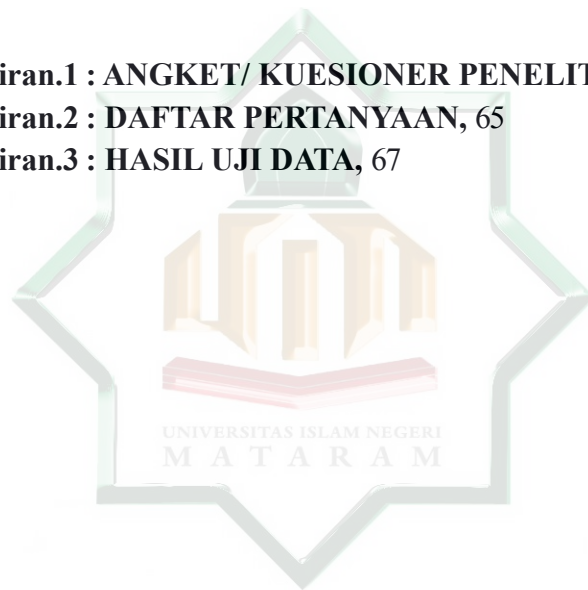 iran.1 : ANGKET/ KUESIONER PENELIT
iran.2 : DAFTAR PERTANYAAN, 65
iran.3 : HASIL UJI DATA, 67
UNIVERSITAS ISLAM NEGERI
MATARAM